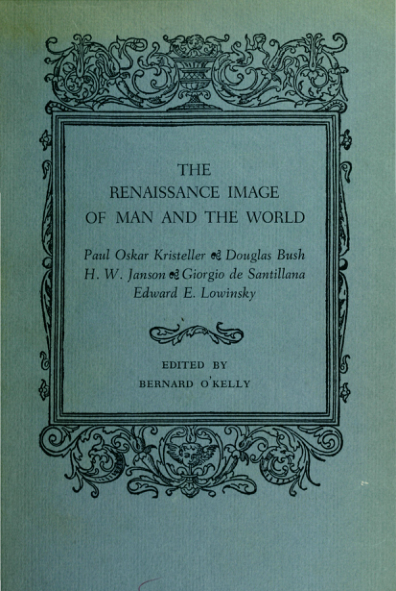 THE
RENAISSANCE IMAGE
OF MAN AND THE WORLD
Paul Oskar Kristeller Douglas Bush
H. W. Janson Giorgio de Santillana
Edward E. Lowinsky
EDITED BY
BERNARD O'KELLY